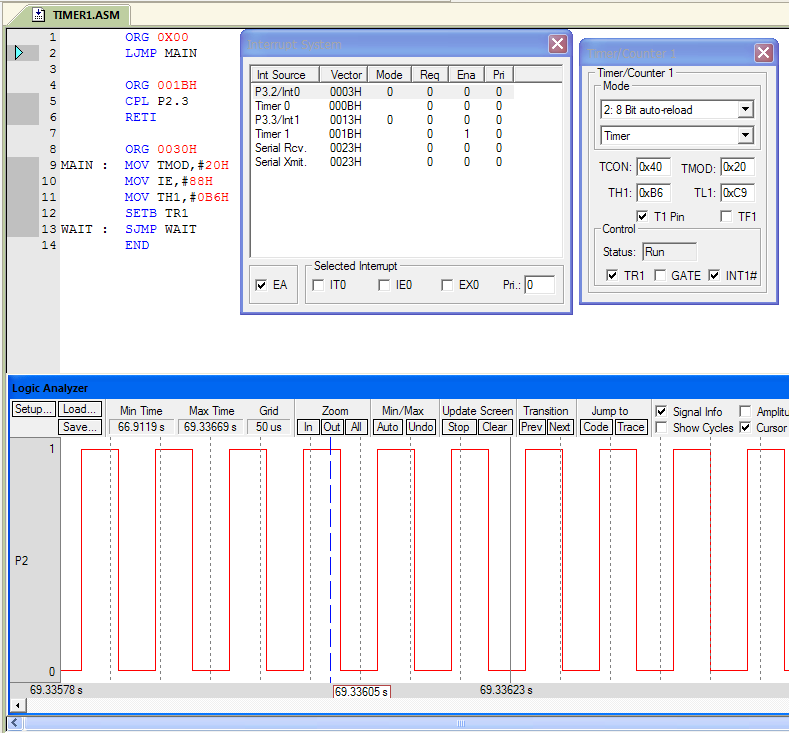 TIMER1.ASM
1 ORG 0X00
2 LJMP MAIN
3
4 ORG 001BH
5 CPL P2.3
6 RETI
7
8 ORG 0030H
9 MAIN : MOV TMOD,#20H
10 MOV IE,#88H
11 MOV TH1,#0B6H
12 SETB TR1
13 WAIT : SJMP WAIT
14 END
Interrupt System
Int Source Vector Mode Req Ena Pri
P3.2/Int0 0003H 0 0 0 0
Timer 0 000BH 0 0 0
P3.3/Int1 0013H 0 0 0 0
Timer 1 001BH 0 1 0
Serial Rcv. 0023H 0 0 0
Serial Xmit. 0023H 0 0 0
Selected Interrupt
EA IT0 IE0 EX0 Pri.: 0
Timer/Counter 1
Timer/Counter 1
Mode
2: 8 Bit auto-reload
Timer
TCON: 0x40 TMOD: 0x20
TH1: 0xB6 TL1: 0xC9
T1 Pin TF1
Control
Status: Run
TR1 GATE INT1#
Logic Analyzer
Setup... Load... Min Time Max Time Grid Zoom Min/Max Update Screen Transition Jump to Signal Info Amplitu
Save... 66.9119 s 69.33669 s 50 us In Out All Auto Undo Stop Clear Prev Next Code Trace Show Cycles Cursor
1
P2
0
69.33578 s 69.33605 s 69.33623 s